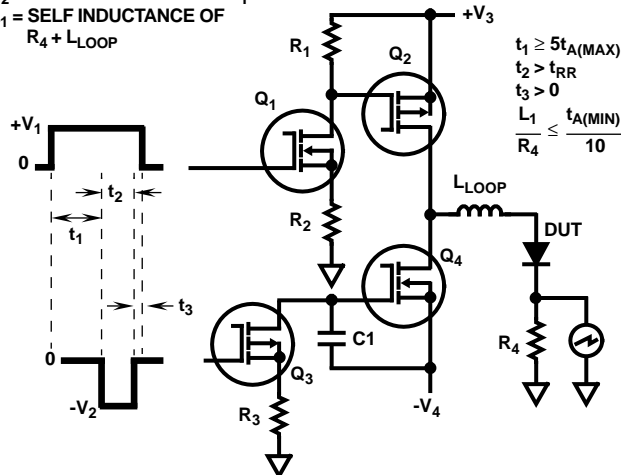 1 = SELF INDUCTANCE OF
R4 + LLOOP
+V3
R1
Q2
t1 ≥ 5tA(MAX)
t2 > tRR
t3 > 0
L1/R4 ≤ tA(MIN)/10
Q1
+V1
0
t2
t1
R2
LLOOP
DUT
Q4
t3
C1
R4
0
Q3
-V2
R3
-V4